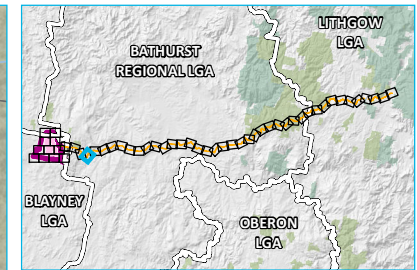 LITHGOW
LGA
BATHURST
REGIONAL LGA
BLAYNEY
LGA
OBERON
LGA